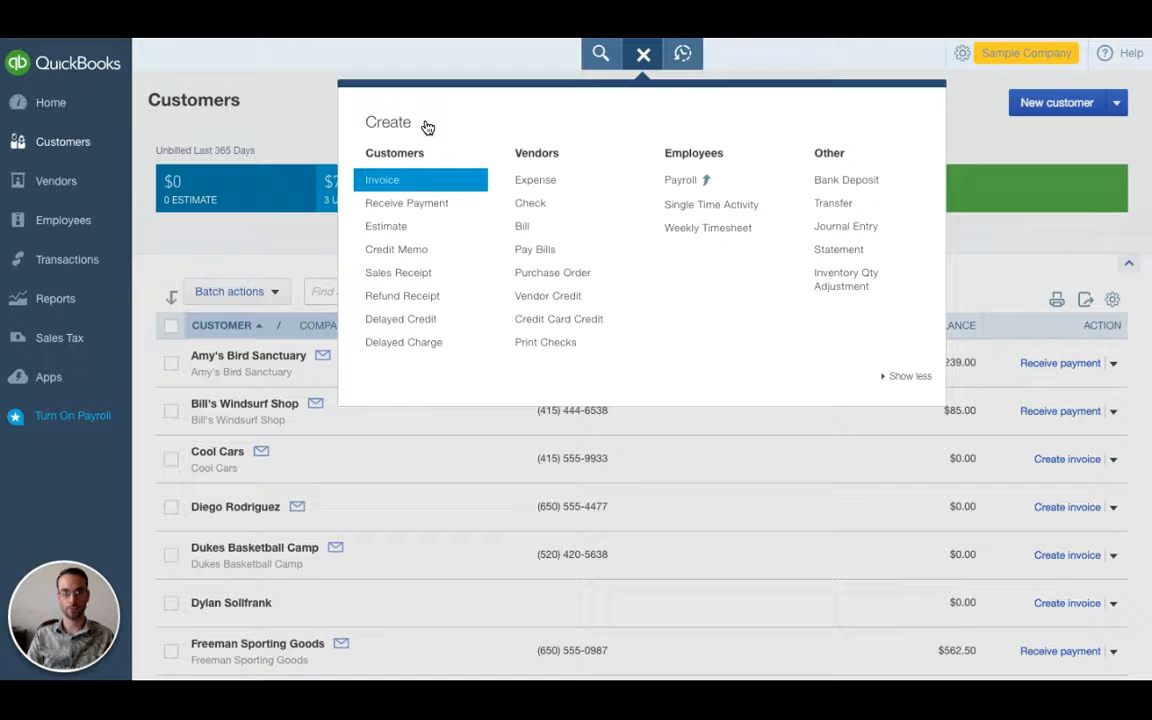 qb QuickBooks
Home
Customers
Vendors
Employees
Transactions
Reports
Sales Tax
Apps
Turn On Payroll
Sample Company
Help
Customers
New customer
Unbilled Last 365 Days
$0
0 ESTIMATE
$7
3 U
Create
Customers
Invoice
Receive Payment
Estimate
Credit Memo
Sales Receipt
Refund Receipt
Delayed Credit
Delayed Charge
Vendors
Expense
Check
Bill
Pay Bills
Purchase Order
Vendor Credit
Credit Card Credit
Print Checks
Employees
Payroll
Single Time Activity
Weekly Timesheet
Other
Bank Deposit
Transfer
Journal Entry
Statement
Inventory Qty
Adjustment
Show less
Batch actions
Find
CUSTOMER / COMPA LANCE ACTION
Amy's Bird Sanctuary 239.00 Receive payment
Amy's Bird Sanctuary
Bill's Windsurf Shop (415) 444-6538 $85.00 Receive payment
Bill's Windsurf Shop
Cool Cars (415) 555-9933 $0.00 Create invoice
Cool Cars
Diego Rodriguez (650) 555-4477 $0.00 Create invoice
Dukes Basketball Camp (520) 420-5638 $0.00 Create invoice
Dukes Basketball Camp
Dylan Sollfrank $0.00 Create invoice
Freeman Sporting Goods (650) 555-0987 $562.50 Receive payment
Freeman Sporting Goods